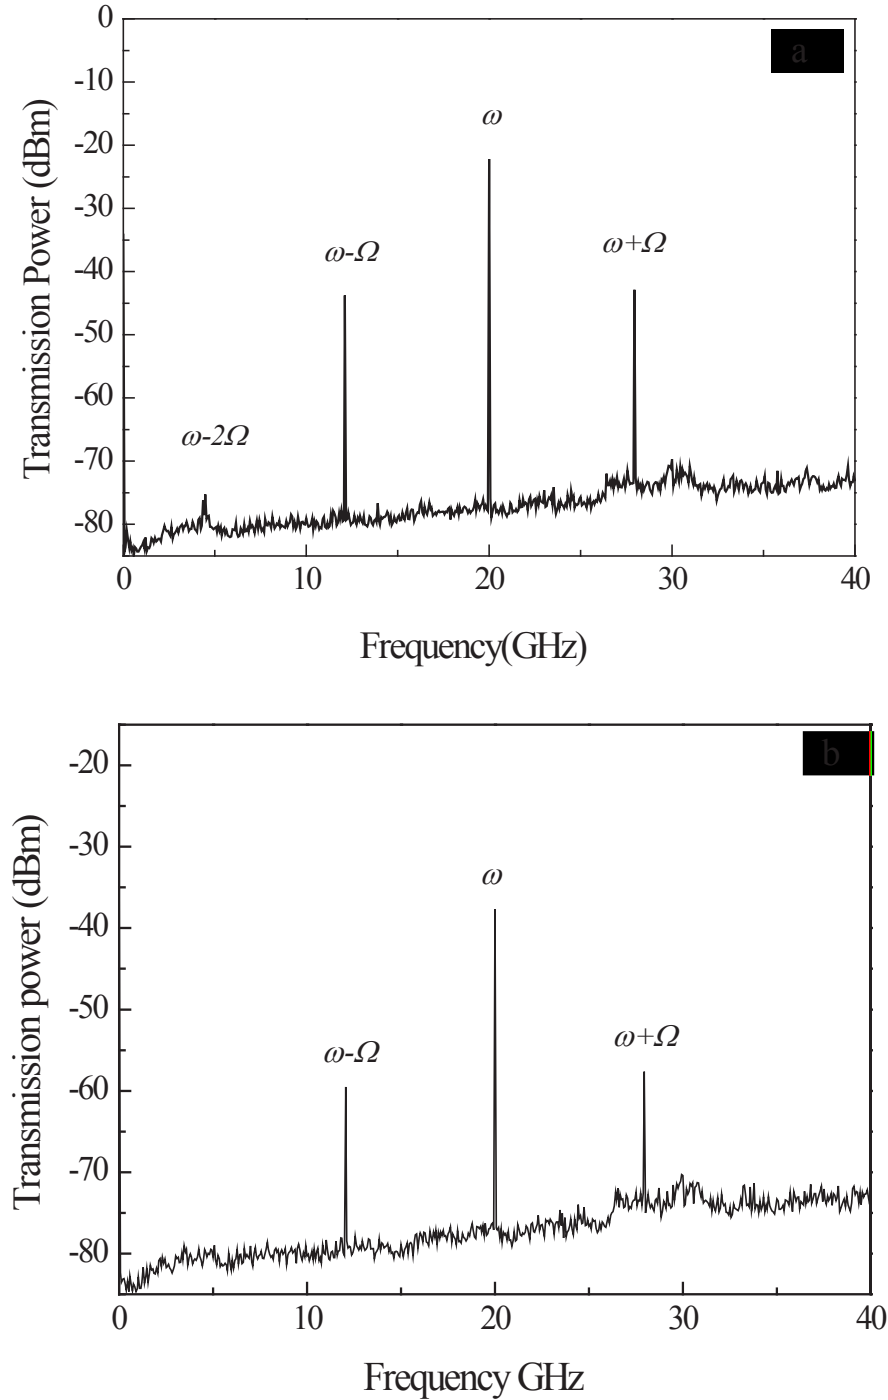 0
a
-10
ω
-20
-30
ω-Ω
ω+Ω
-40
-50
-60
ω-2Ω
-70
-80
Transmission Power (dBm)
0 10 20 30 40
Frequency(GHz)
b
-20
-30
ω
-40
-50
ω-Ω
ω+Ω
-60
-70
-80
Transmission power (dBm)
0 10 20 30 40
Frequency GHz